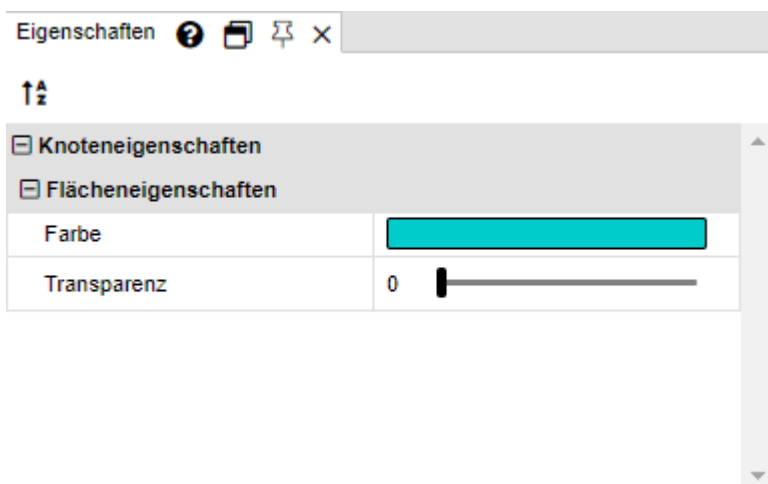 Eigenschaften
Knoteneigenschaften
Flächeneigenschaften
Farbe
Transparenz 0